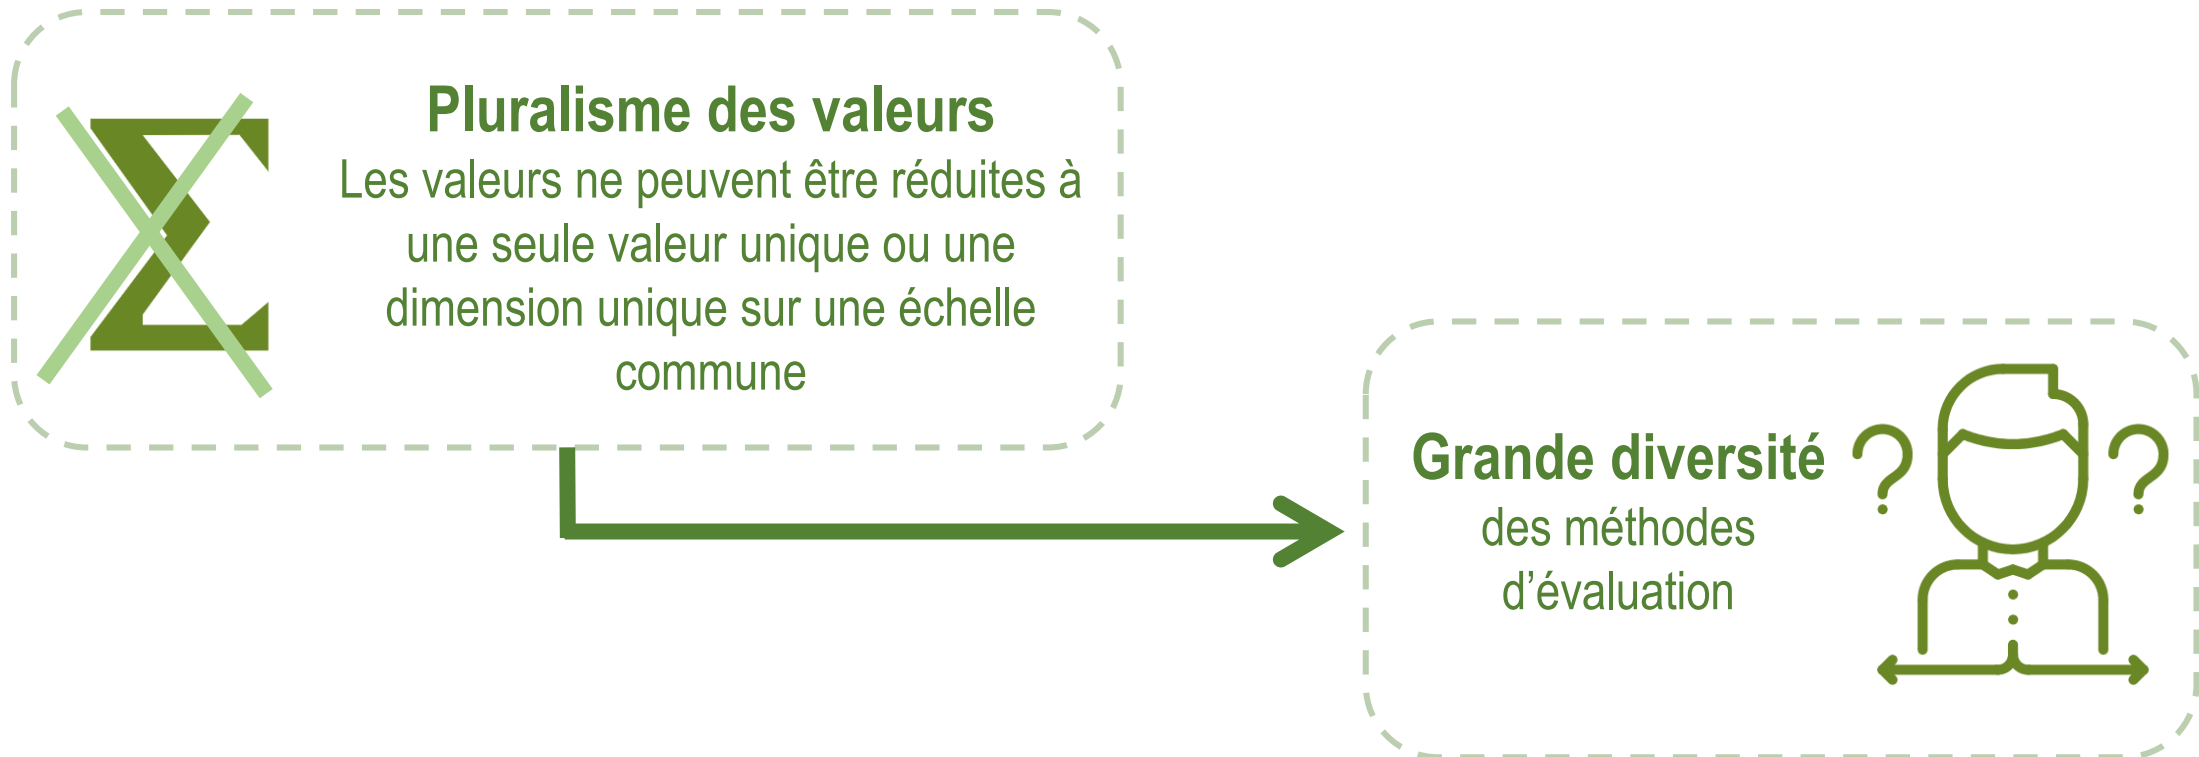 Pluralisme des valeurs
Les valeurs ne peuvent être réduites à
une seule valeur unique ou une
dimension unique sur une échelle
commune
Grande diversité
des méthodes
d’évaluation